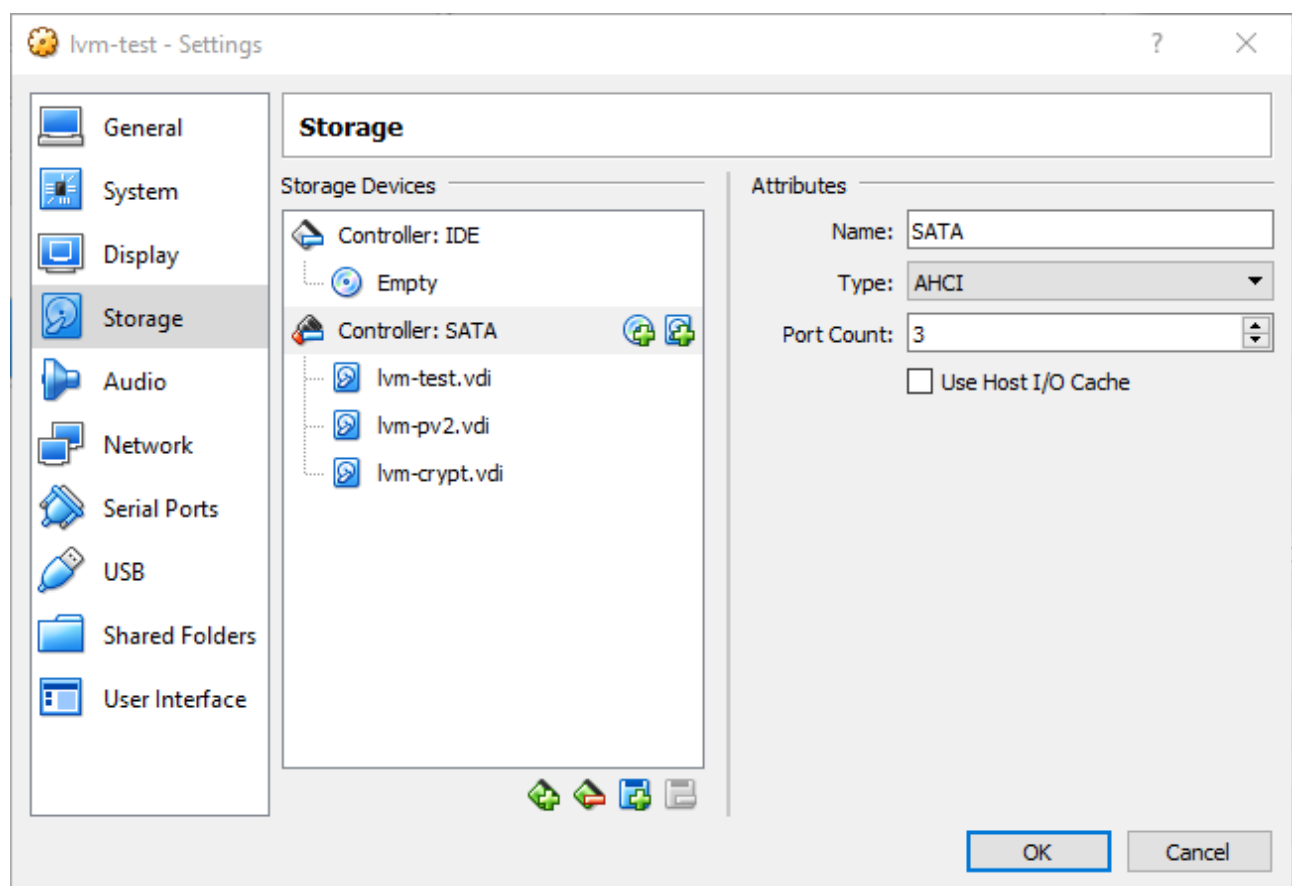 lvm-test - Settings
?
General
System
Display
Storage
Audio
Network
Serial Ports
USB
Shared Folders
User Interface
Storage
Storage Devices
Controller: IDE
Empty
Controller: SATA
lvm-test.vdi
lvm-pv2.vdi
lvm-crypt.vdi
Attributes
Name: SATA
Type: AHCI
Port Count: 3
Use Host I/O Cache
OK
Cancel